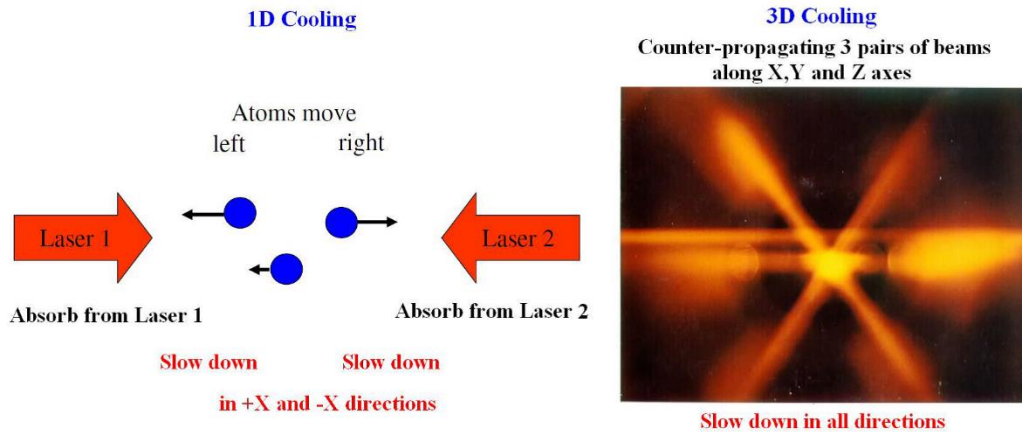 1D Cooling
Atoms move
left right
Laser 1
Laser 2
Absorb from Laser 1
Absorb from Laser 2
Slow down Slow down
in +X and -X directions
3D Cooling
Counter-propagating 3 pairs of beams
along X,Y and Z axes
Slow down in all directions